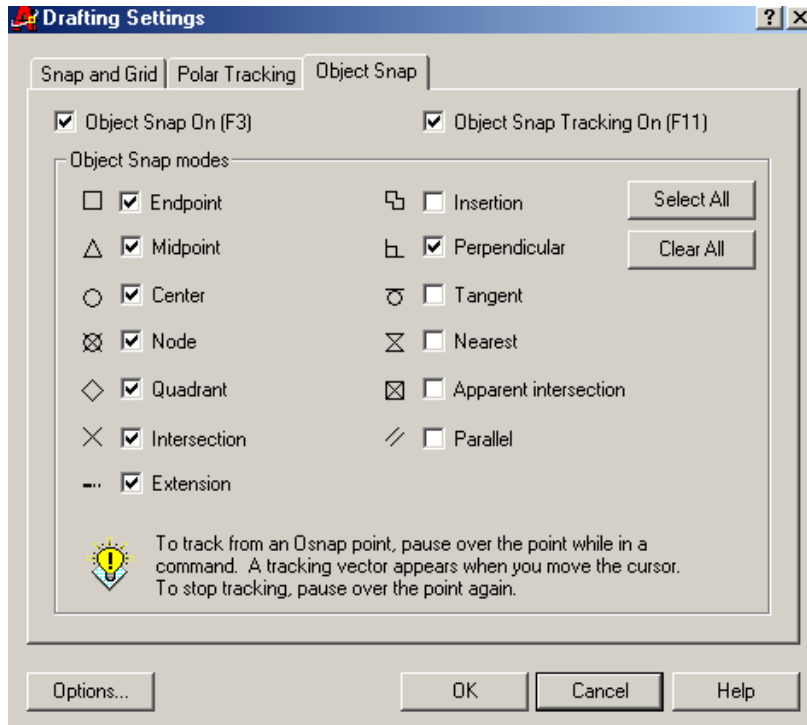 Drafting Settings
Snap and Grid Polar Tracking Object Snap
Object Snap On (F3) Object Snap Tracking On (F11)
Object Snap modes
Endpoint Insertion Select All
Midpoint Perpendicular Clear All
Center Tangent
Node Nearest
Quadrant Apparent intersection
Intersection Parallel
Extension
To track from an Osnap point, pause over the point while in a
command. A tracking vector appears when you move the cursor.
To stop tracking, pause over the point again.
Options... OK Cancel Help